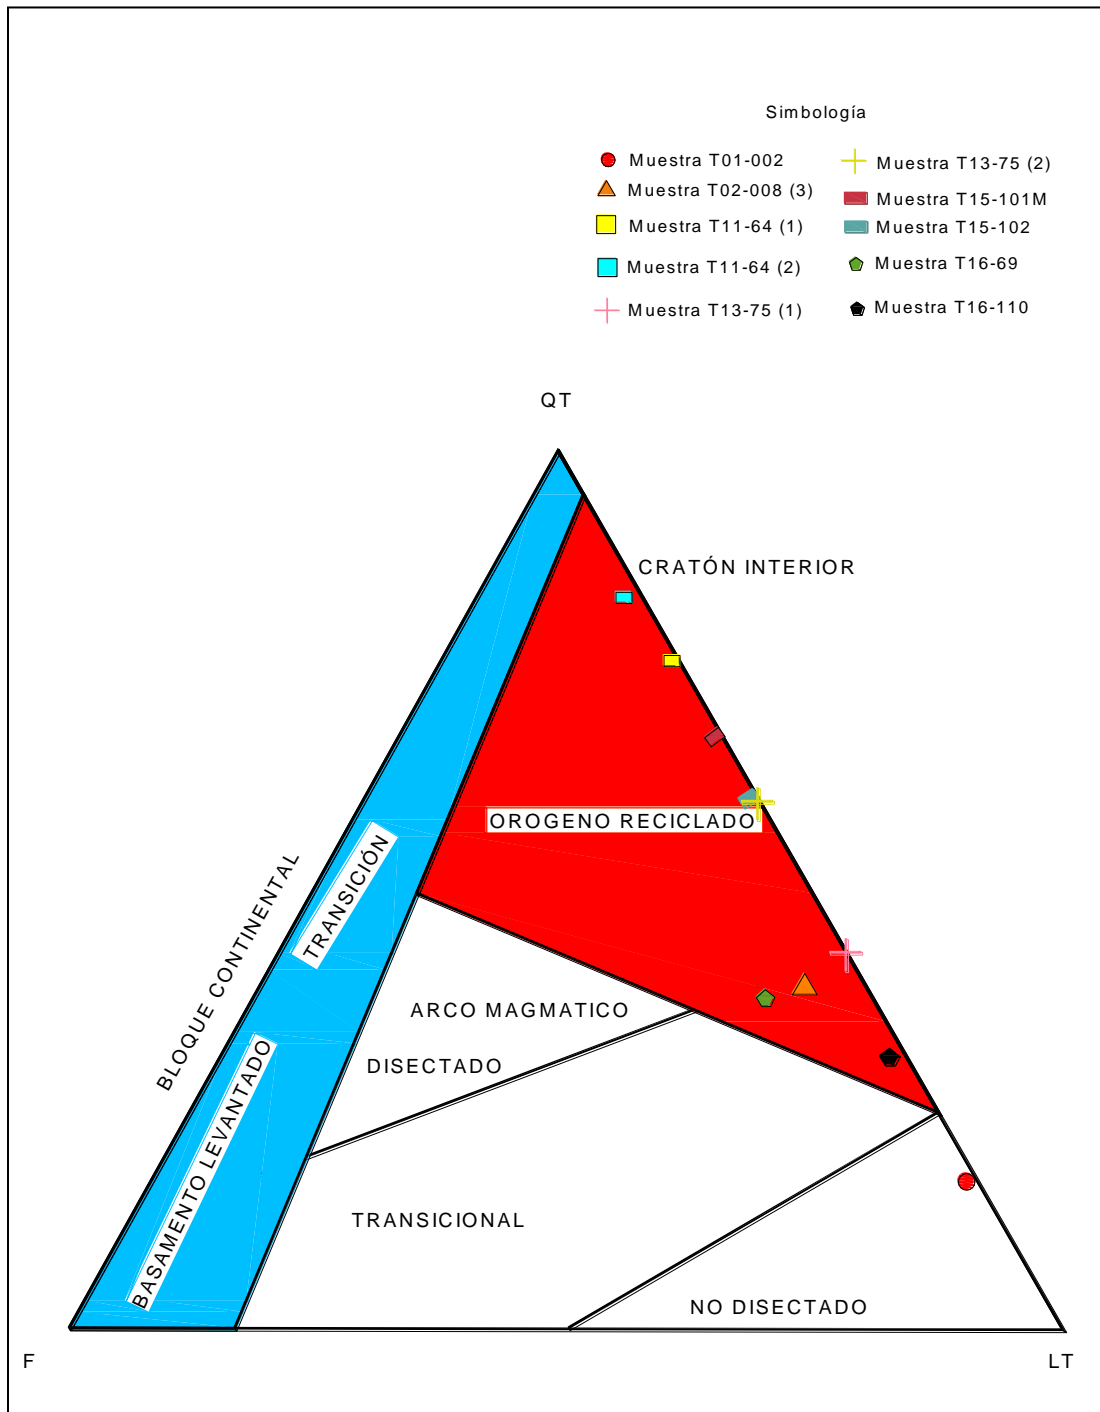 Simbología
Muestra T01-002
Muestra T02-008 (3)
Muestra T11-64 (1)
Muestra T11-64 (2)
Muestra T13-75 (1)
Muestra T13-75 (2)
Muestra T15-101M
Muestra T15-102
Muestra T16-69
Muestra T16-110
QT
CRATÓN INTERIOR
OROGENO RECICLADO
TRANSICIÓN
BLOQUE CONTINENTAL
ARCO MAGMATICO
DISECTADO
BASAMENTO LEVANTADO
TRANSICIONAL
NO DISECTADO
F
LT